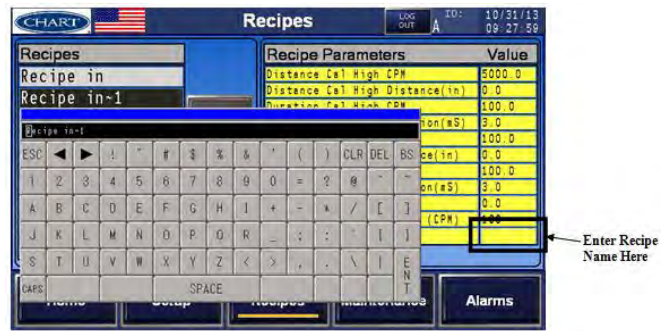 CHART
Recipes
LOG
OUT
A
ID:
10/31/13
09:27:59
Recipes
Recipe Parameters
Value
Recipe in
Distance Cal High CPM
5000.0
Distance Cal High Distance(in)
0.0
Recipe in~1
Duration Cal High CPM
100.0
ion(mS)
3.0
Recipe in~1
100.0
ce(in)
0.0
100.0
on(mS)
3.0
0.0
(CPM)
100
ESC ◀ ▶ ! " # $ % & ' ( ) CLR DEL BS
1 2 3 4 5 6 7 8 9 0 = ? @
A B C D E F G H I + - * / [ ]
J K L M N O P Q R _ ; :
S T U V W X Y Z < > , . \ |
ENT
CAPS
SPACE
Enter Recipe
Name Here
Recipes
Maintenance
Alarms